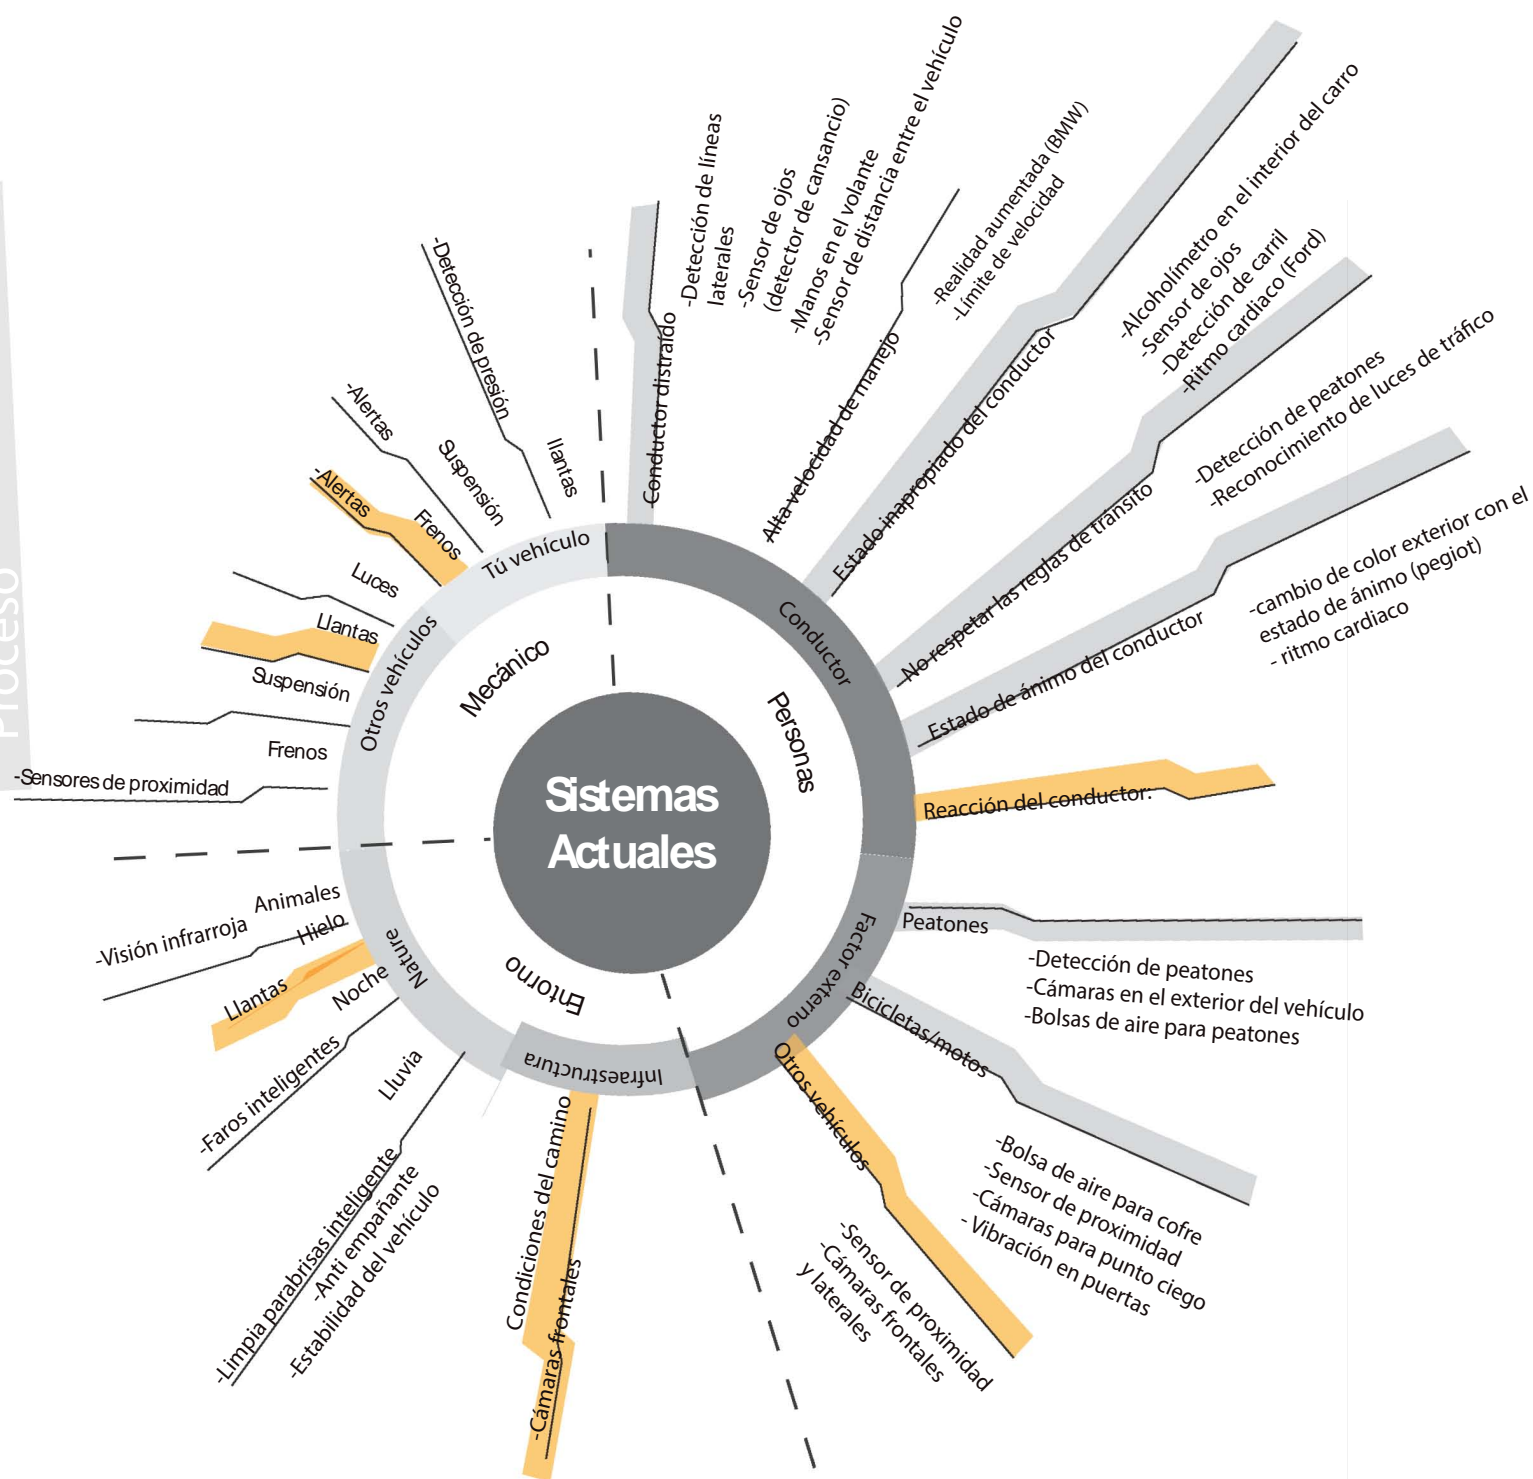 Proceso
Sistemas
Actuales
Personas
Conductor
Conductor distraído
-Detección de líneas
laterales
-Sensor de ojos
(detector de cansancio)
-Manos en el volante
-Sensor de distancia entre el vehículo
Alta velocidad de manejo
-Realidad aumentada (BMW)
-Límite de velocidad
Estado inapropiado del conductor
-Alcoholímetro en el interior del carro
-Sensor de ojos
-Detección de carril
-Ritmo cardiaco (Ford)
No respetar las reglas de tránsito
-Detección de peatones
-Reconocimiento de luces de tráfico
Estado de ánimo del conductor
-cambio de color exterior con el
estado de ánimo (pegiot)
- ritmo cardiaco
Reacción del conductor:
Factor externo
Peatones
-Detección de peatones
-Cámaras en el exterior del vehículo
-Bolsas de aire para peatones
Bicicletas/motos
-Bolsa de aire para cofre
-Sensor de proximidad
-Cámaras para punto ciego
- Vibración en puertas
Otros vehículos
-Sensor de proximidad
-Cámaras frontales
y laterales
Entorno
Infraestructura
Condiciones del camino
-Cámaras frontales
Nature
Lluvia
-Limpia parabrisas inteligente
-Anti empañante
-Estabilidad del vehículo
Noche
-Faros inteligentes
Hielo
Llantas
Animales
-Visión infrarroja
Mecánico
Otros vehículos
Frenos
-Sensores de proximidad
Suspensión
Llantas
Luces
Tú vehículo
Frenos
-Alertas
Suspensión
-Alertas
llantas
-Detección de presión